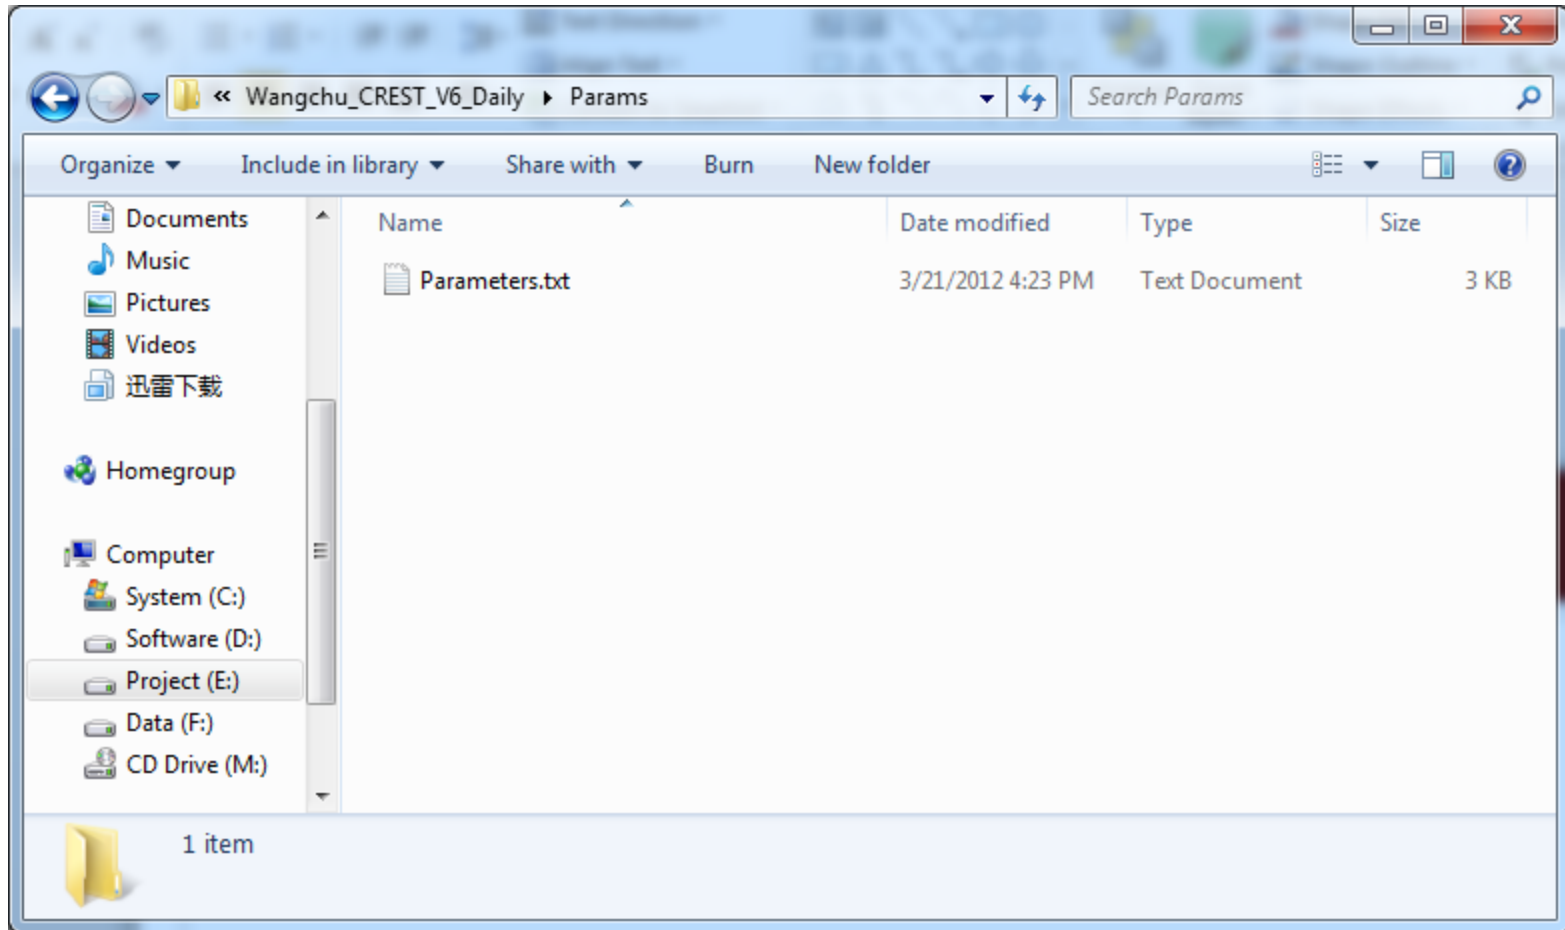 « Wangchu_CREST_V6_Daily Params
Search Params
Organize Include in library Share with Burn New folder
Name Date modified Type Size
Parameters.txt 3/21/2012 4:23 PM Text Document 3 KB
Documents
Music
Pictures
Videos
迅雷下载
Homegroup
Computer
System (C:)
Software (D:)
Project (E:)
Data (F:)
CD Drive (M:)
1 item